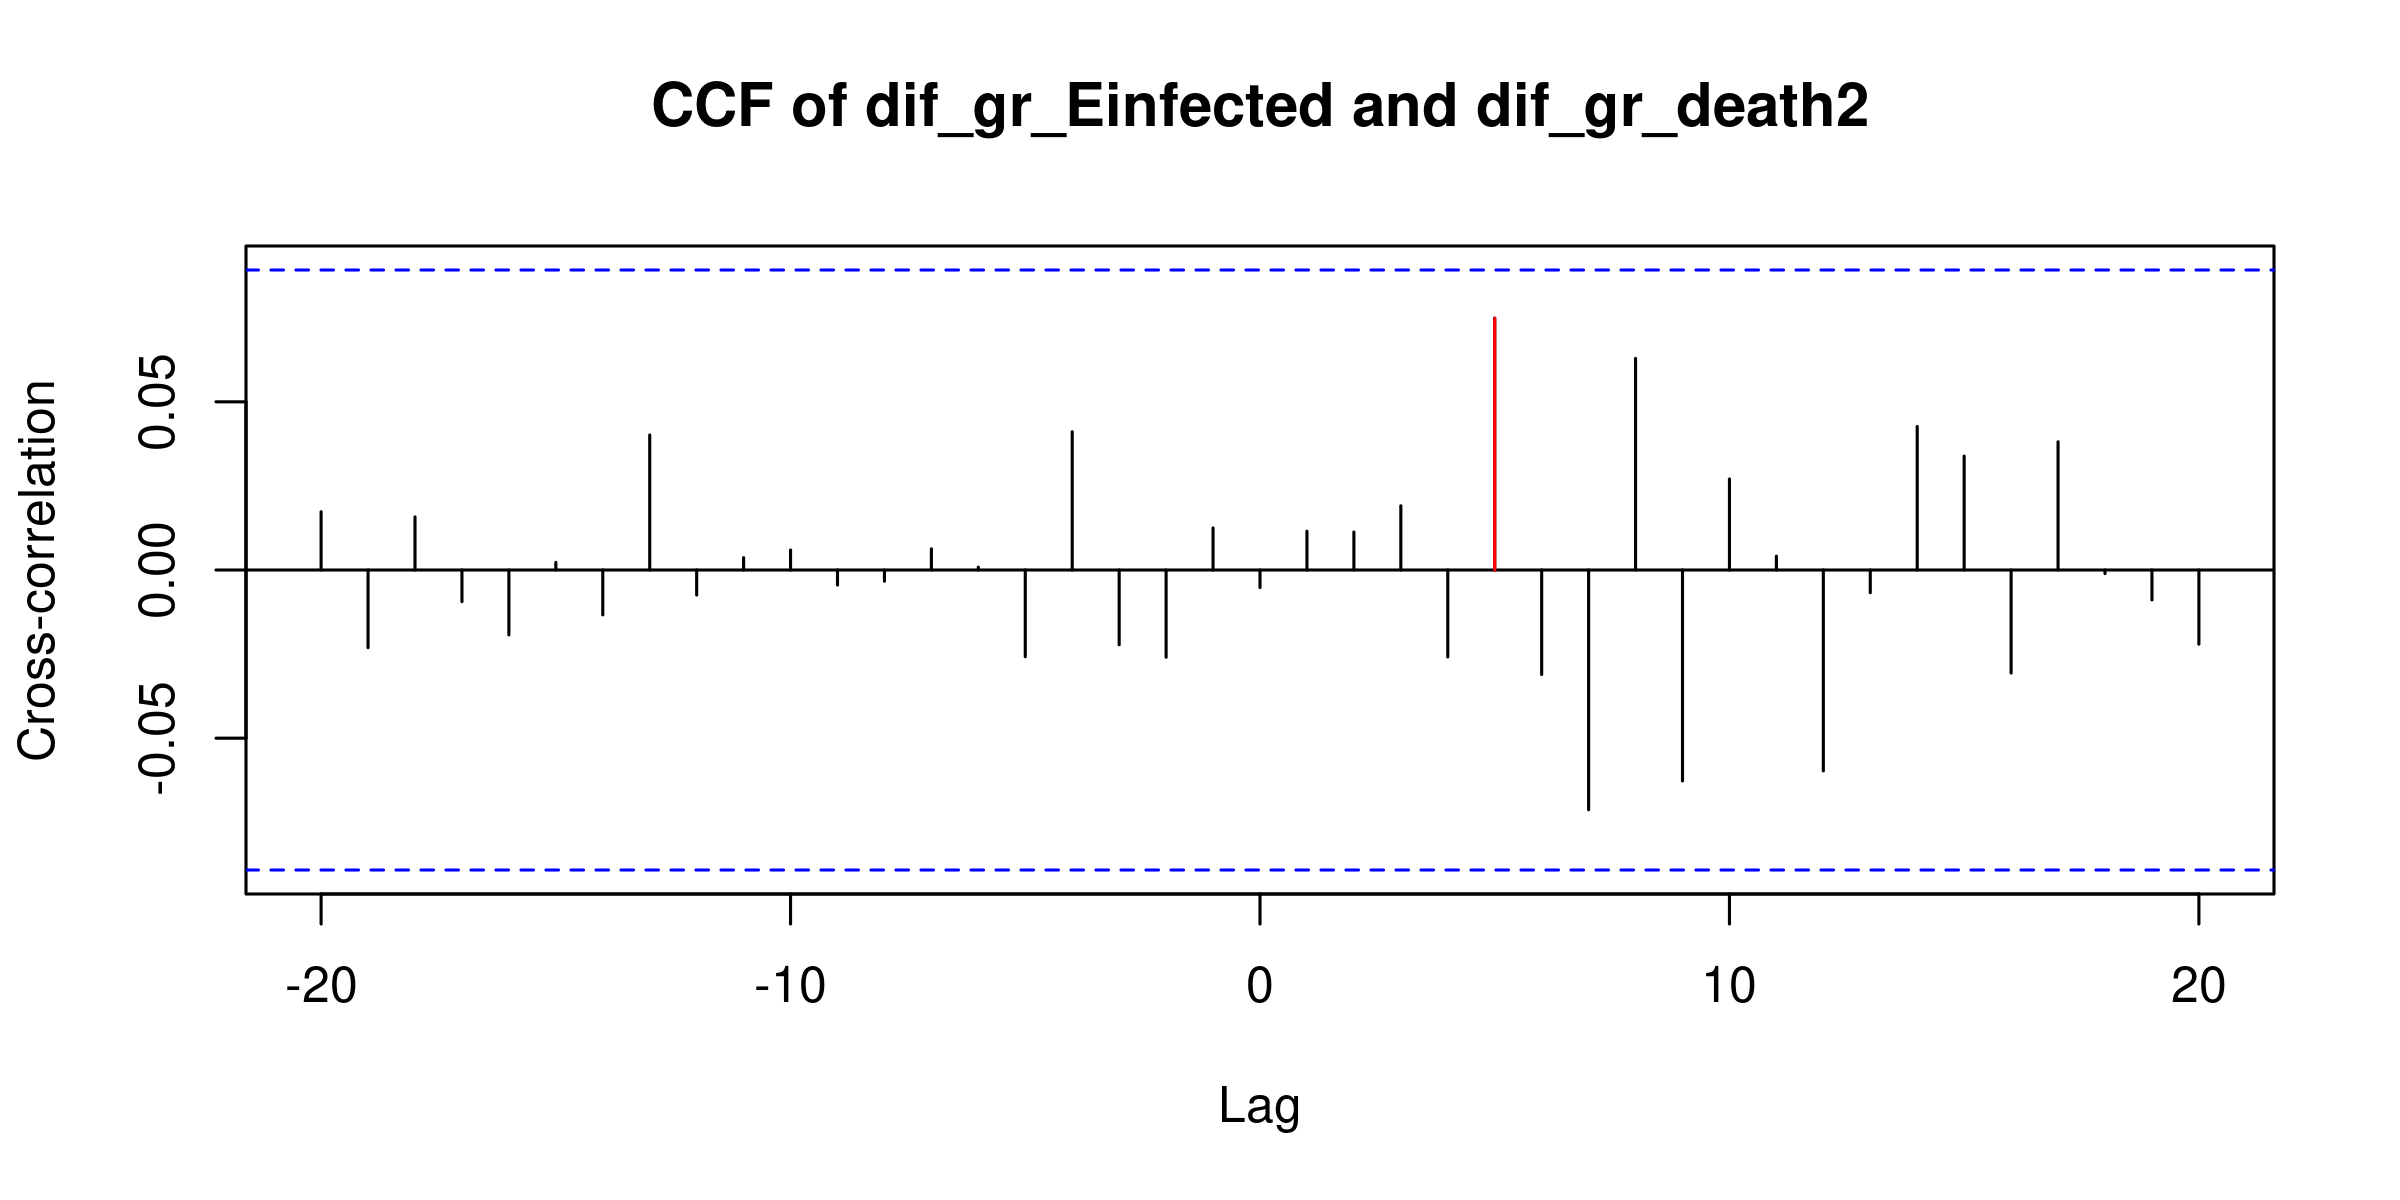 CCF of dif_gr_Einfected and dif_gr_death2
Cross-correlation
0.05
0.00
-0.05
-20 -10 0 10 20
Lag